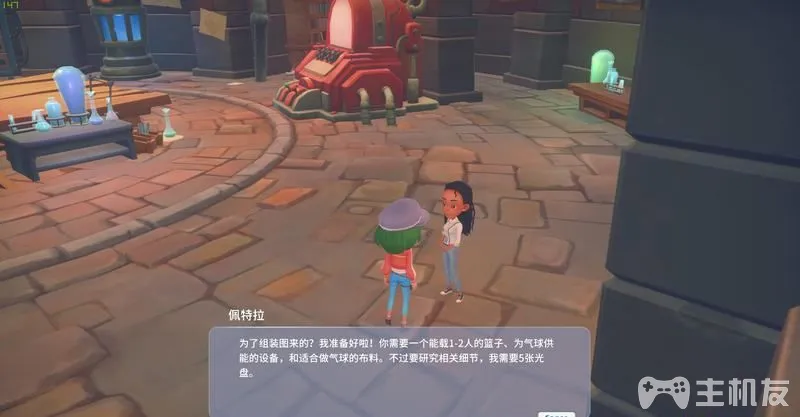 147
佩特拉
为了组装图来的？我准备好啦！你需要一个能载1-2人的篮子、为气球供
能的设备，和适合做气球的布料。不过要研究相关细节，我需要5张光
盘。
主机友